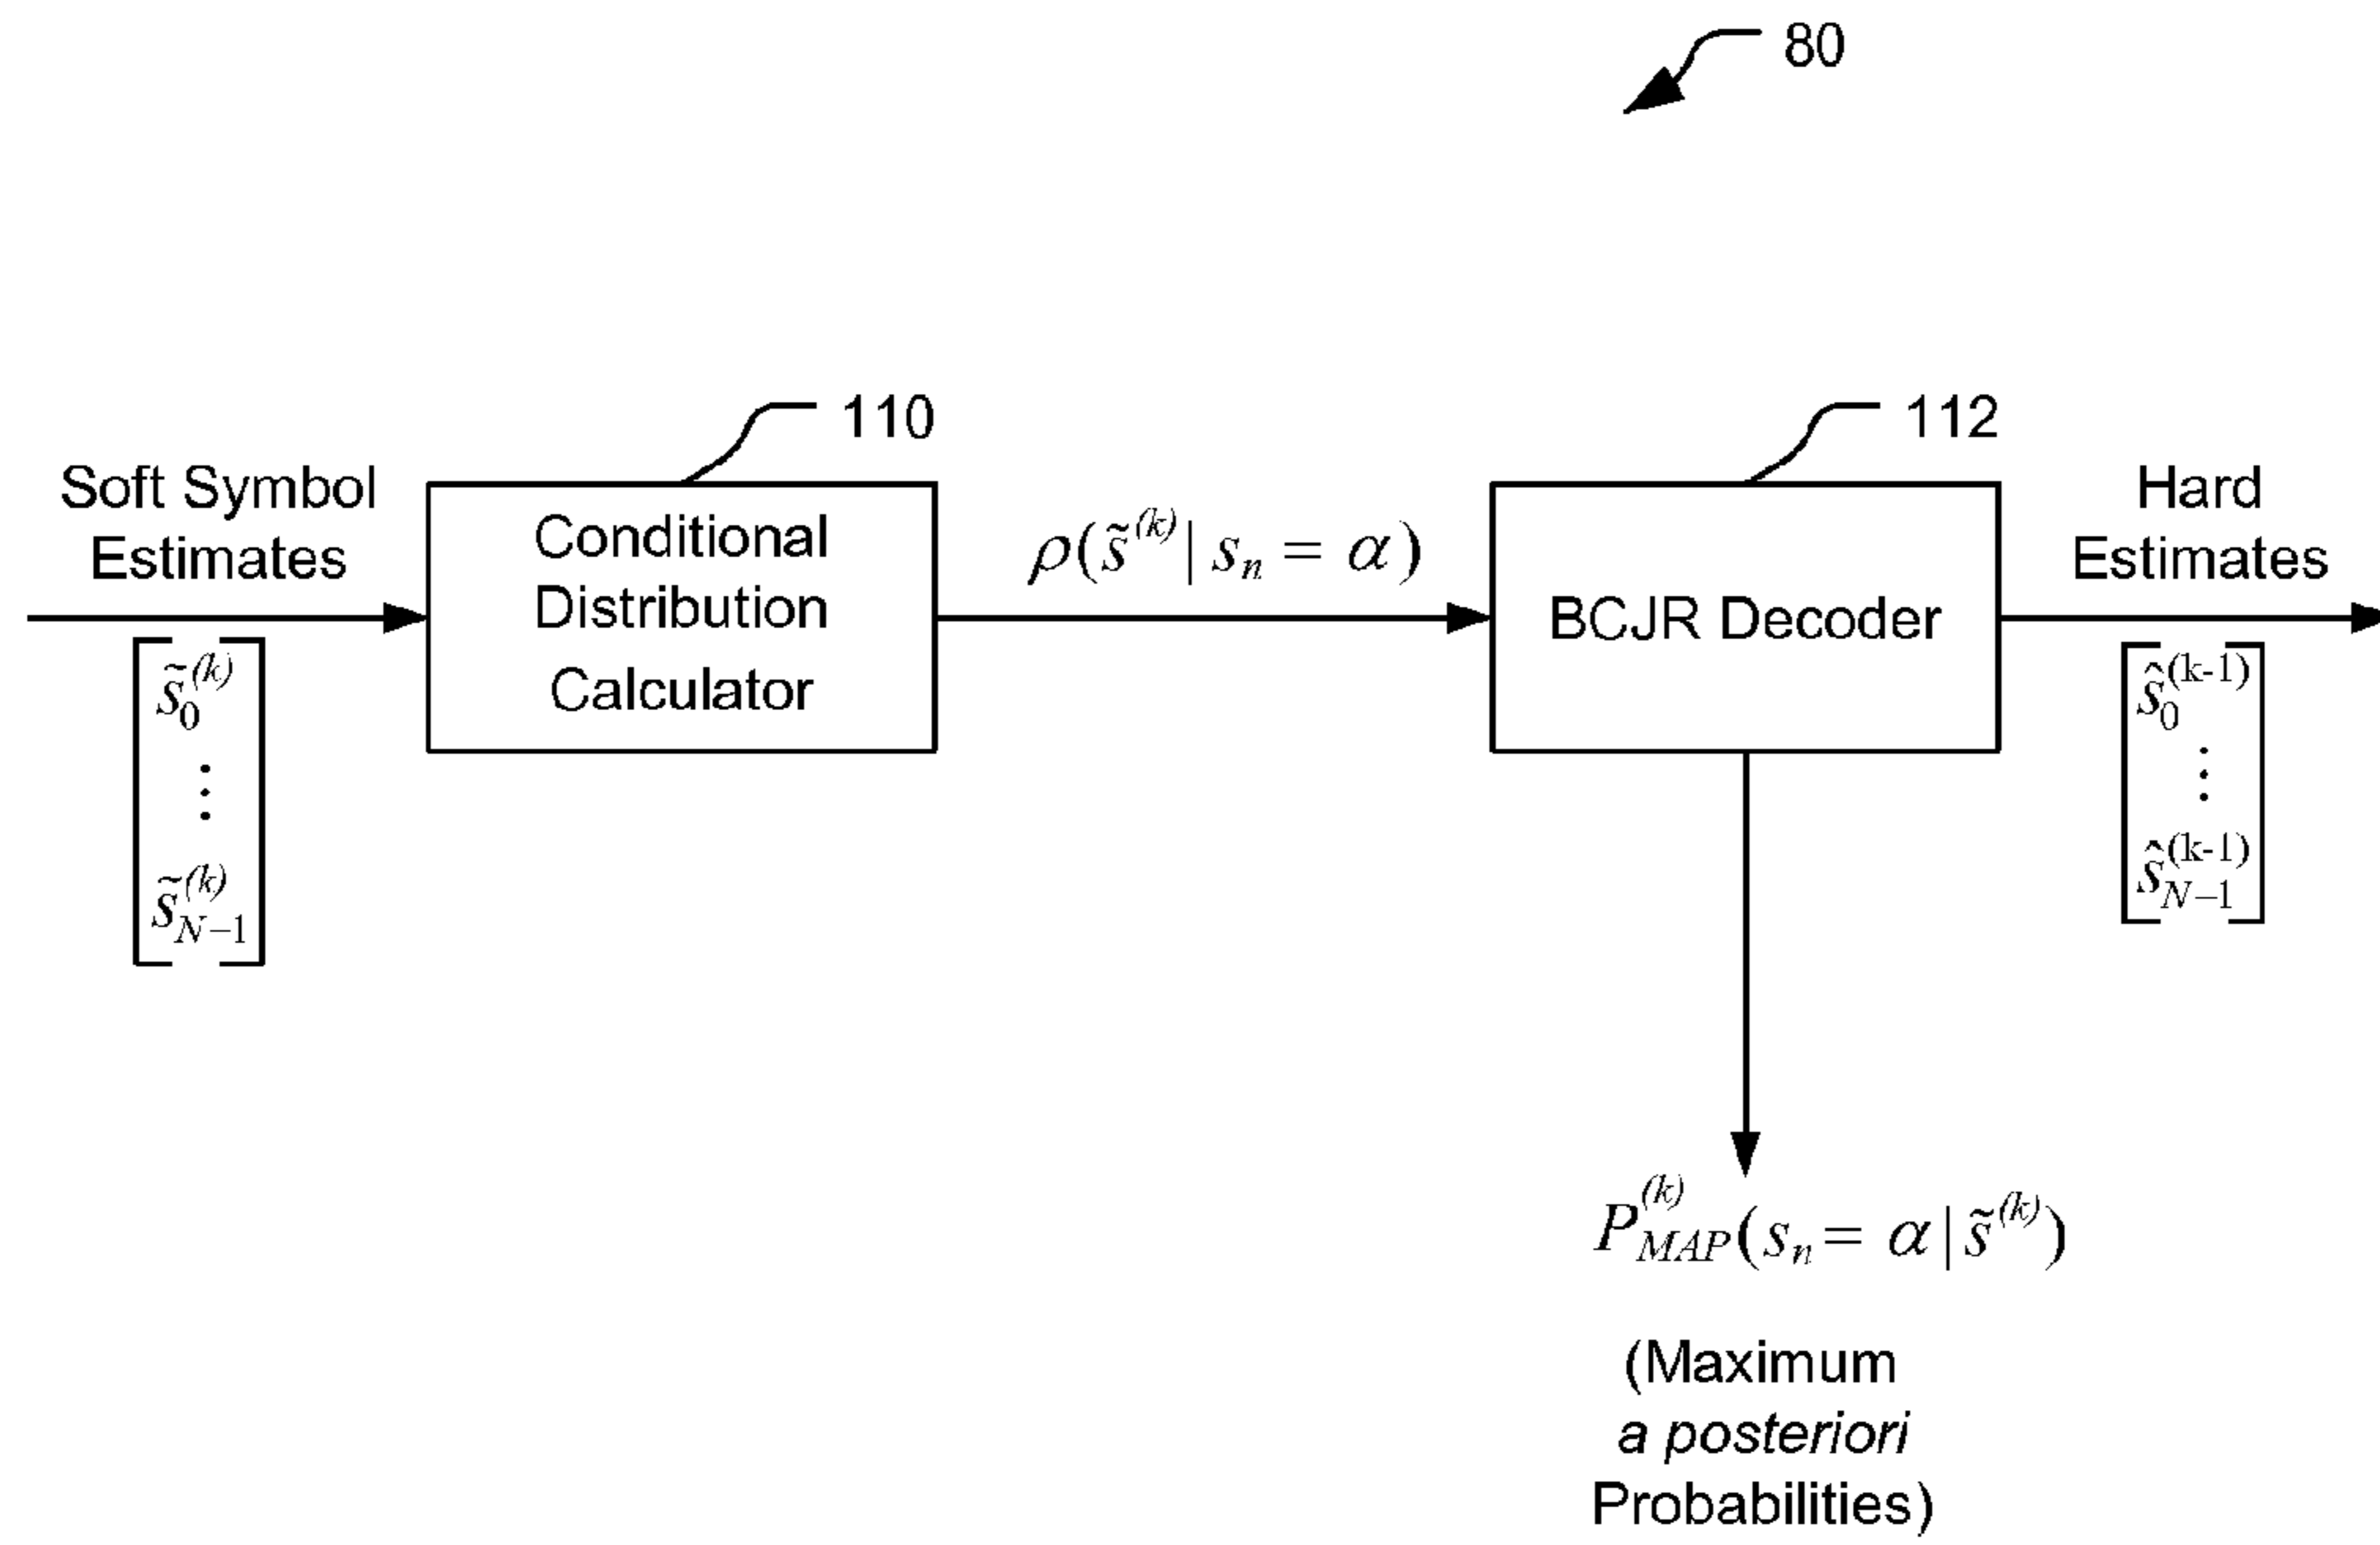 80
110
112
Soft Symbol
Estimates
Conditional
Distribution
Calculator
ρ(s̃^(k) | s_n = α)
BCJR Decoder
Hard
Estimates
s̃_0^(k)
⋮
s̃_{N−1}^(k)
ŝ_0^(k-1)
⋮
ŝ_{N−1}^(k-1)
P_MAP^(k)(s_n = α | s̃^(k))
(Maximum
a posteriori
Probabilities)